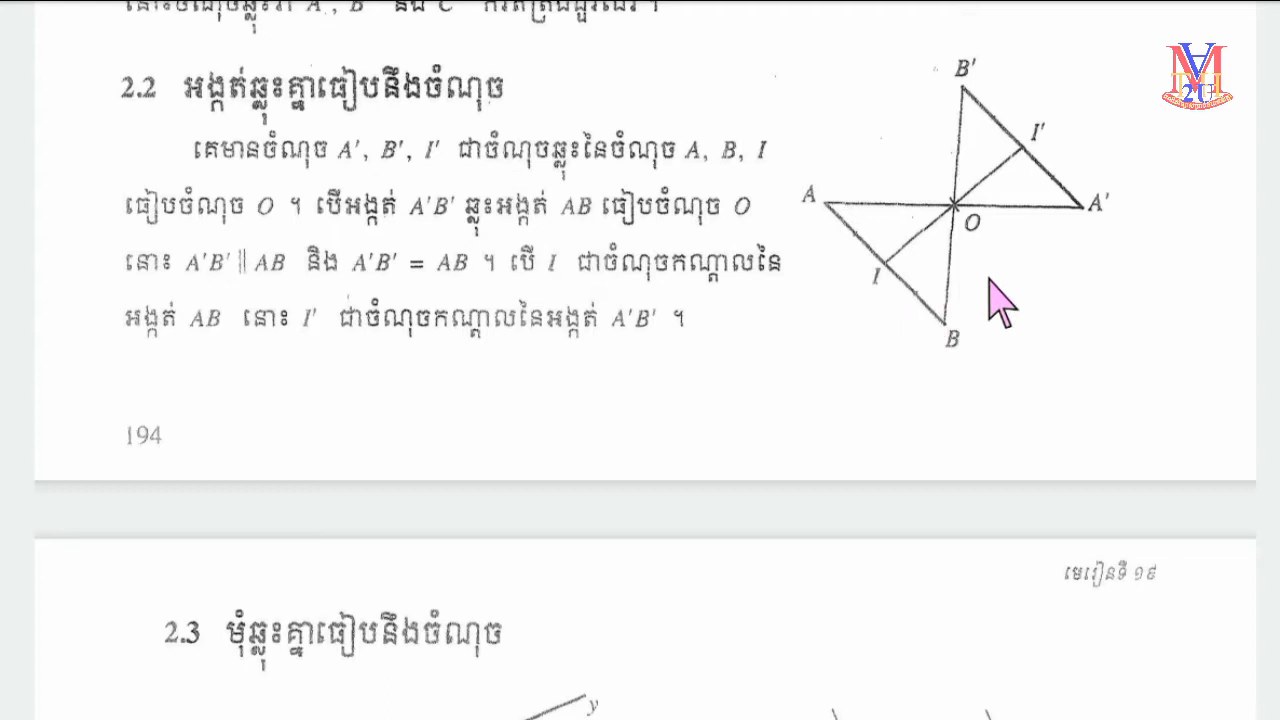 2.2 អង្កត់ឆ្លុះគ្នាធៀបនឹងចំណុច
គេមានចំណុច A′, B′, I′ ជាចំណុចឆ្លុះនៃចំណុច A, B, I
ធៀបចំណុច O ។ បើអង្កត់ A′B′ ឆ្លុះអង្កត់ AB ធៀបចំណុច O
នោះ A′B′ || AB និង A′B′ = AB ។ បើ I ជាចំណុចកណ្តាលនៃ
អង្កត់ AB នោះ I′ ជាចំណុចកណ្តាលនៃអង្កត់ A′B′ ។
B′
I′
A
A′
O
I
B
194
មេរៀនទី ១៩
2.3 មុំឆ្លុះគ្នាធៀបនឹងចំណុច
y